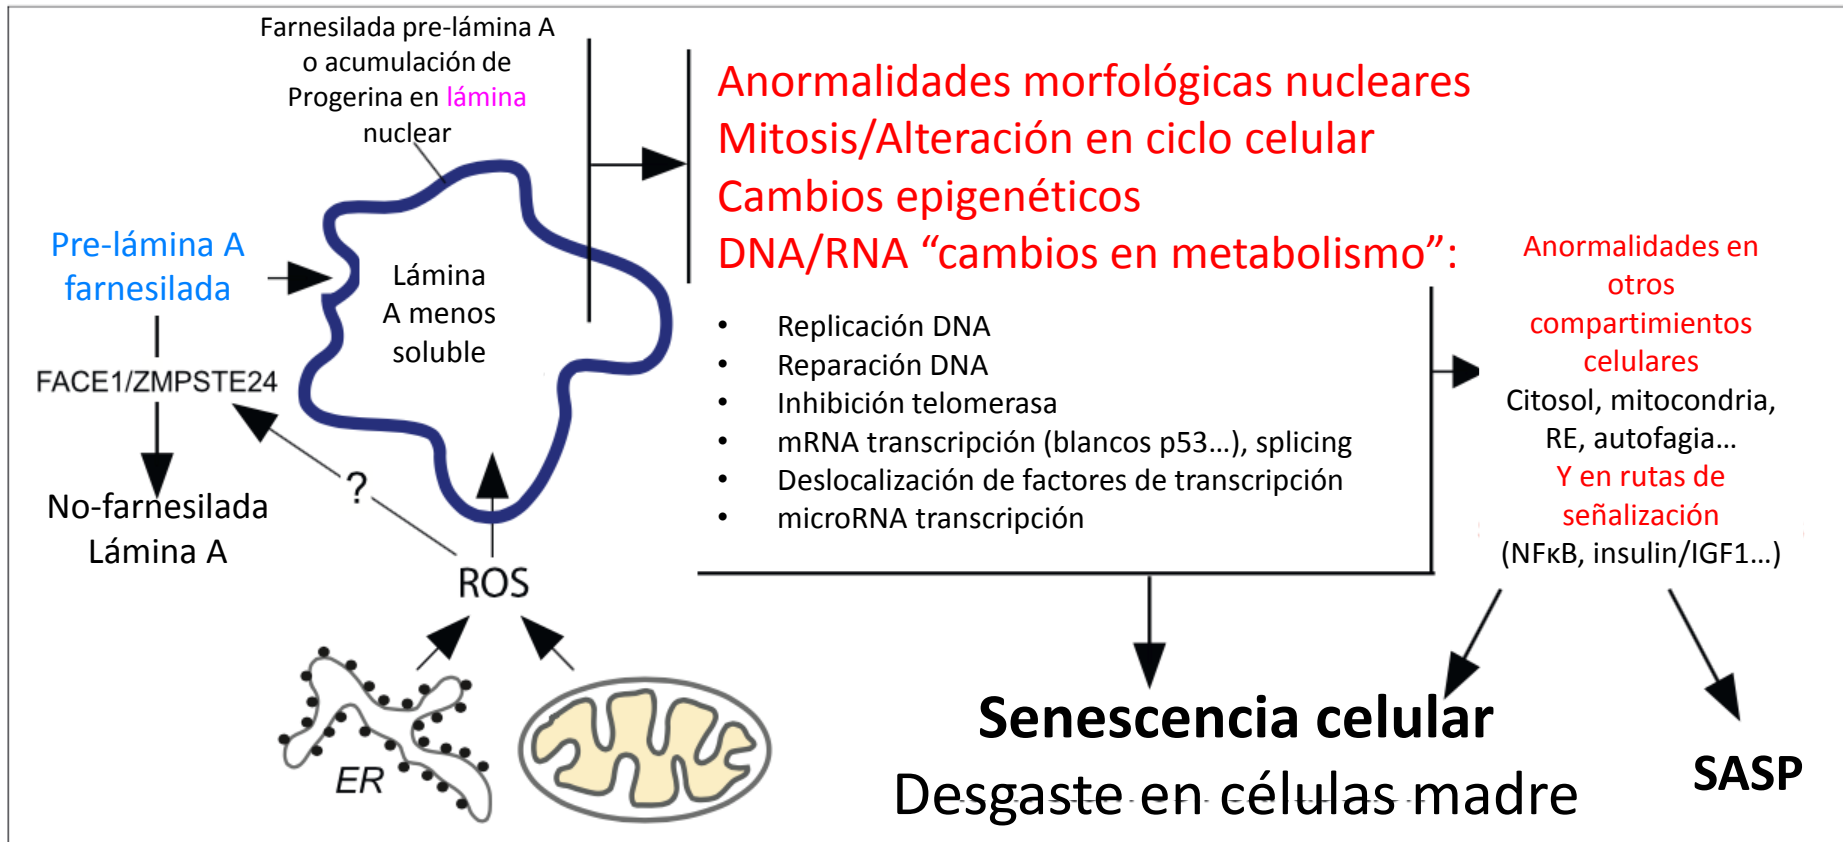 Farnesilada pre-lámina A
o acumulación de
Progerina en lámina
nuclear
Pre-lámina A
farnesilada
FACE1/ZMPSTE24
No-farnesilada
Lámina A
Lámina
A menos
soluble
?
ROS
ER
Anormalidades morfológicas nucleares
Mitosis/Alteración en ciclo celular
Cambios epigenéticos
DNA/RNA “cambios en metabolismo”:
• Replicación DNA
• Reparación DNA
• Inhibición telomerasa
• mRNA transcripción (blancos p53…), splicing
• Deslocalización de factores de transcripción
• microRNA transcripción
Anormalidades en
otros
compartimientos
celulares
Citosol, mitocondria,
RE, autofagia…
Y en rutas de
señalización
(NFκB, insulin/IGF1…)
Senescencia celular
Desgaste en células madre
SASP